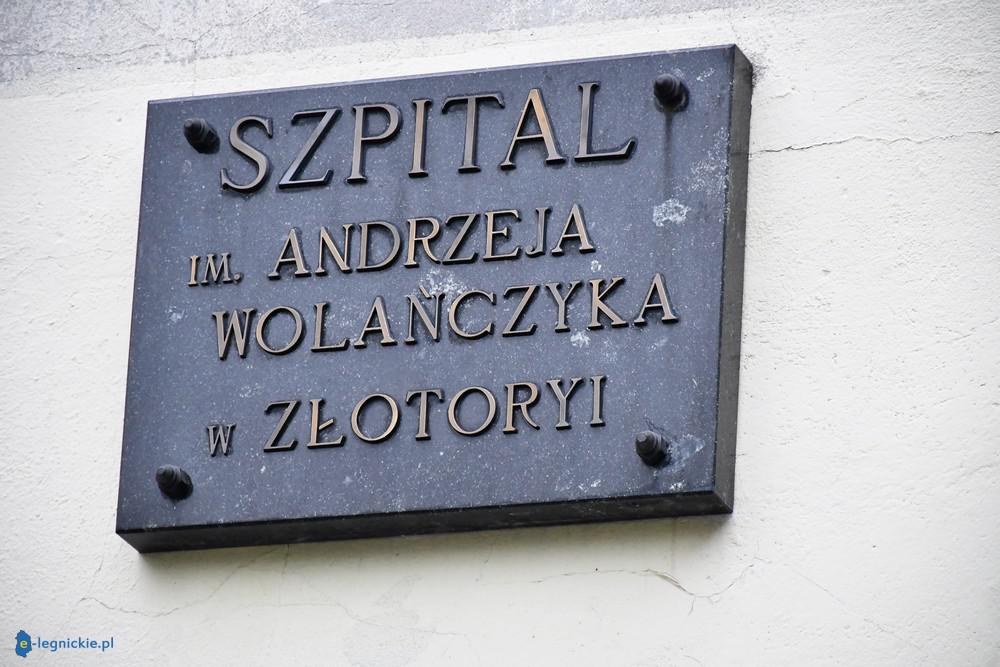 SZPITAL
IM. ANDRZEJA
WOLAŃCZYKA
W ZŁOTORYI
e-legnickie.pl